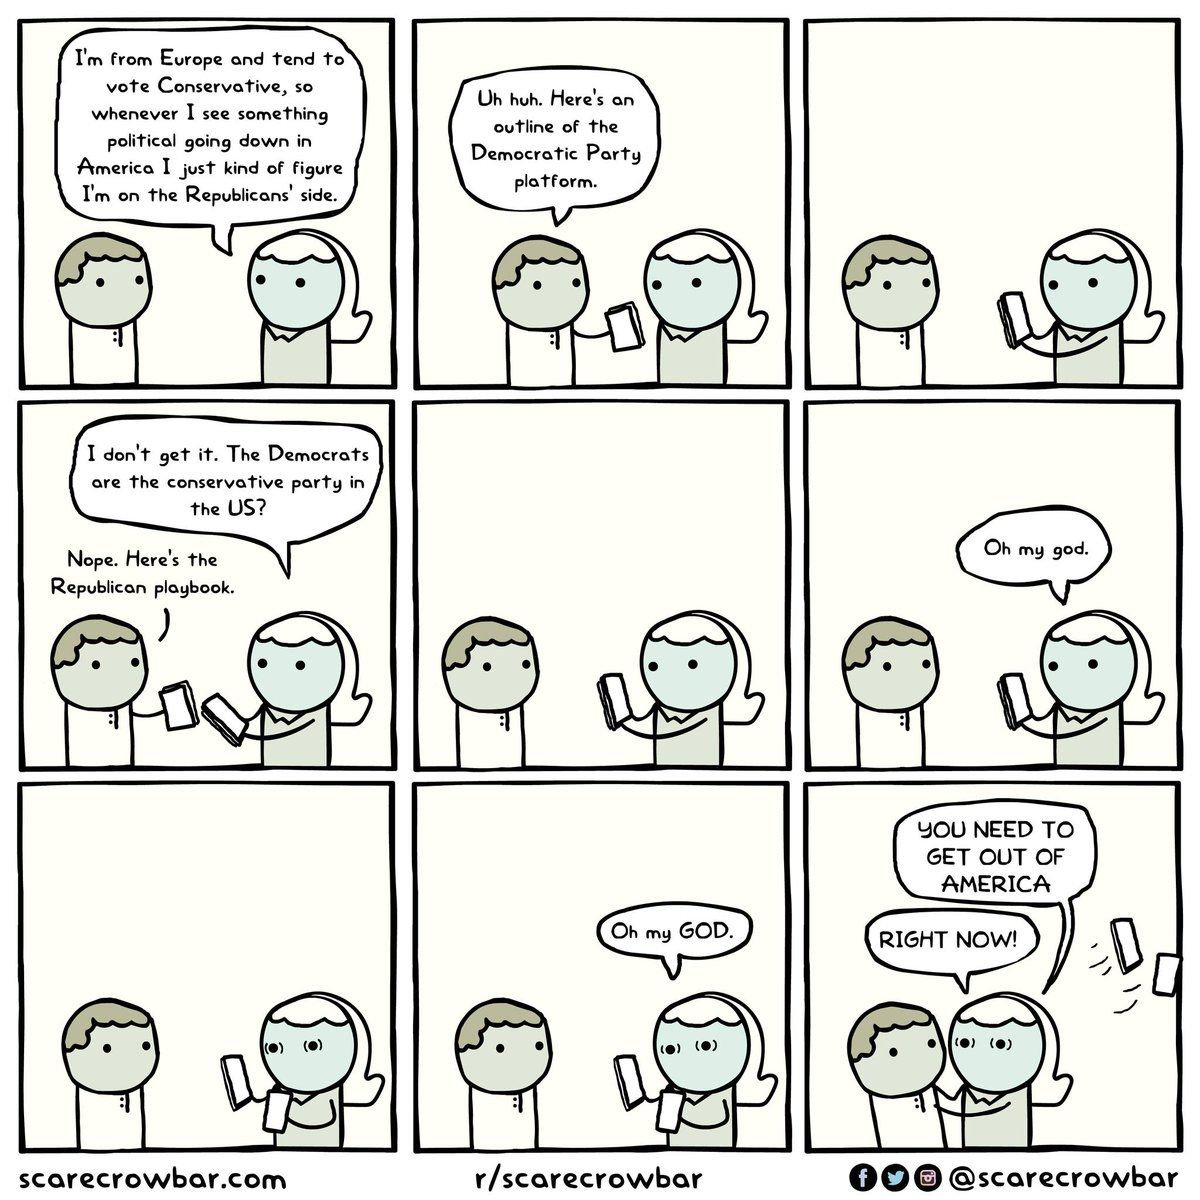 I'm from Europe and tend to
vote Conservative, so
whenever I see something
political going down in
America I just kind of figure
I'm on the Republicans' side.
Uh huh. Here's an
outline of the
Democratic Party
platform.
I don't get it. The Democrats
are the conservative party in
the US?
Nope. Here's the
Republican playbook.
Oh my god.
Oh my GOD.
YOU NEED TO
GET OUT OF
AMERICA
RIGHT NOW!
scarecrowbar.com
r/scarecrowbar
@scarecrowbar